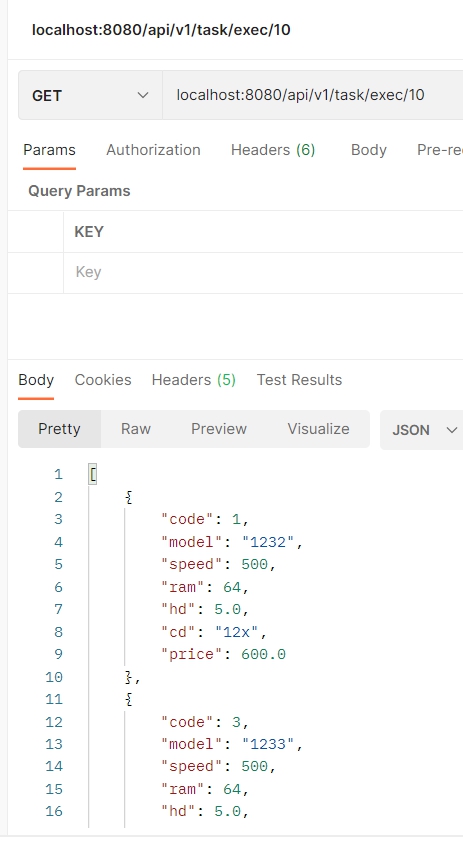 localhost:8080/api/v1/task/exec/10
GET localhost:8080/api/v1/task/exec/10
Params Authorization Headers (6) Body Pre-re
Query Params
KEY
Key
Body Cookies Headers (5) Test Results
Pretty Raw Preview Visualize JSON
1 [
2 {
3 "code": 1,
4 "model": "1232",
5 "speed": 500,
6 "ram": 64,
7 "hd": 5.0,
8 "cd": "12x",
9 "price": 600.0
10 },
11 {
12 "code": 3,
13 "model": "1233",
14 "speed": 500,
15 "ram": 64,
16 "hd": 5.0,